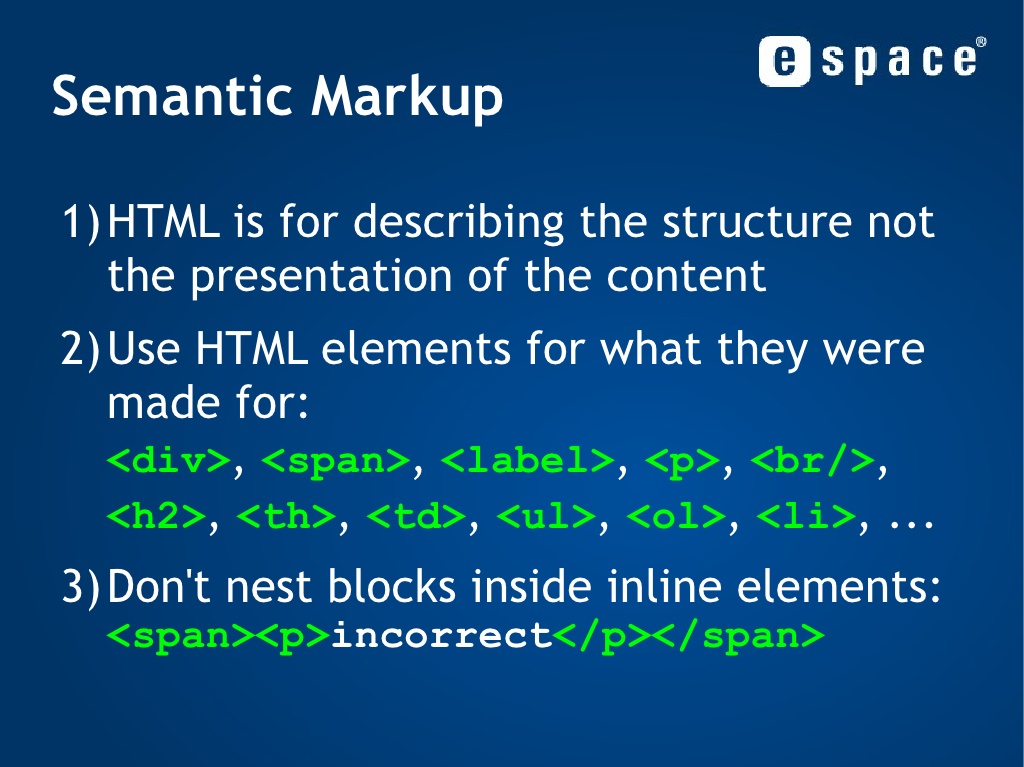 e space®
Semantic Markup
1) HTML is for describing the structure not
the presentation of the content
2) Use HTML elements for what they were
made for:
<div>, <span>, <label>, <p>, <br/>,
<h2>, <th>, <td>, <ul>, <ol>, <li>, ...
3) Don't nest blocks inside inline elements:
<span><p>incorrect</p></span>